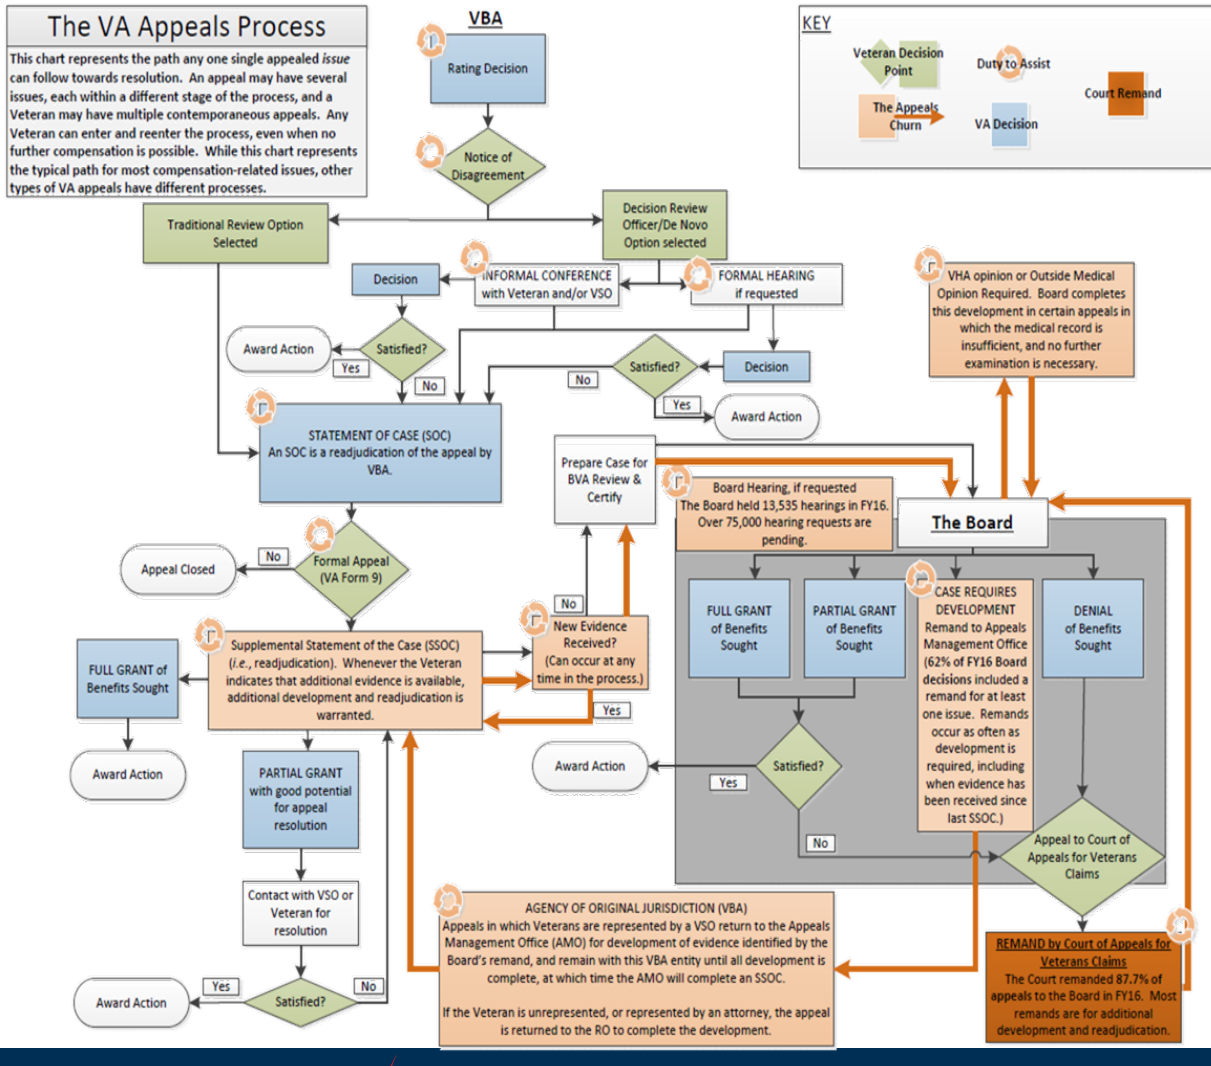 The VA Appeals Process
This chart represents the path any one single appealed issue
can follow towards resolution. An appeal may have several
issues, each within a different stage of the process, and a
Veteran may have multiple contemporaneous appeals. Any
Veteran can enter and reenter the process, even when no
further compensation is possible. While this chart represents
the typical path for most compensation-related issues, other
types of VA appeals have different processes.
VBA
Rating Decision
Notice of
Disagreement
KEY
Veteran Decision
Point
Duty to Assist
Court Remand
The Appeals
Churn
VA Decision
Traditional Review Option
Selected
Decision Review
Officer/De Novo
Option selected
Decision
INFORMAL CONFERENCE
with Veteran and/or VSO
FORMAL HEARING
if requested
VHA opinion or Outside Medical
Opinion Required. Board completes
this development in certain appeals in
which the medical record is
insufficient, and no further
examination is necessary.
Award Action
Satisfied?
Yes
No
Satisfied?
Decision
No
Yes
Award Action
STATEMENT OF CASE (SOC)
An SOC is a readjudication of the appeal by
VBA.
Prepare Case for
BVA Review &
Certify
Board Hearing, if requested
The Board held 13,535 hearings in FY16.
Over 75,000 hearing requests are
pending.
The Board
Appeal Closed
No
Formal Appeal
(VA Form 9)
No
New Evidence
Received?
(Can occur at any
time in the process.)
Yes
FULL GRANT
of Benefits
Sought
PARTIAL GRANT
of Benefits
Sought
CASE REQUIRES
DEVELOPMENT
Remand to Appeals
Management Office
(62% of FY16 Board
decisions included a
remand for at least
one issue. Remands
occur as often as
development is
required, including
when evidence has
been received since
last SSOC.)
DENIAL
of Benefits
Sought
FULL GRANT of
Benefits Sought
Supplemental Statement of the Case (SSOC)
(i.e., readjudication). Whenever the Veteran
indicates that additional evidence is available,
additional development and readjudication is
warranted.
Award Action
PARTIAL GRANT
with good potential
for appeal
resolution
Award Action
Yes
Satisfied?
No
Appeal to Court of
Appeals for Veterans
Claims
Contact with VSO or
Veteran for
resolution
Award Action
Yes
Satisfied?
No
AGENCY OF ORIGINAL JURISDICTION (VBA)
Appeals in which Veterans are represented by a VSO return to the Appeals
Management Office (AMO) for development of evidence identified by the
Board's remand, and remain with this VBA entity until all development is
complete, at which time the AMO will complete an SSOC.
If the Veteran is unrepresented, or represented by an attorney, the appeal
is returned to the RO to complete the development.
REMAND by Court of Appeals for
Veterans Claims
The Court remanded 87.7% of
appeals to the Board in FY16. Most
remands are for additional
development and readjudication.